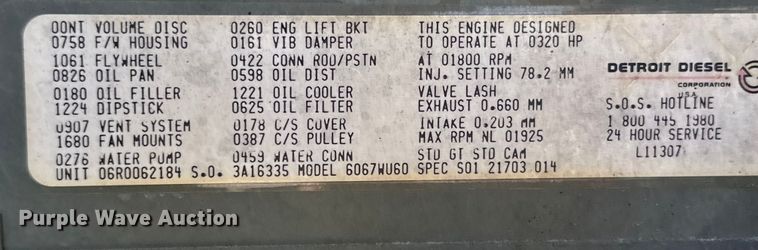 00NT VOLUME DISC 0260 ENG LIFT BKT THIS ENGINE DESIGNED
0758 F/W HOUSING 0161 VIB DAMPER TO OPERATE AT 0320 HP
1061 FLYWHEEL 0422 CONN ROD/PSTN AT 01800 RPM
0826 OIL PAN 0598 OIL DIST INJ. SETTING 78.2 MM
0180 OIL FILLER 1221 OIL COOLER VALVE LASH
1224 DIPSTICK 0625 OIL FILTER EXHAUST 0.660 MM
0907 VENT SYSTEM 0178 C/S COVER INTAKE 0.203 MM
1680 FAN MOUNTS 0387 C/S PULLEY MAX RPM NL 01925
0276 WATER PUMP 0459 WATER CONN STD GT STD CAM
UNIT 06R0062184 S.O. 3A16335 MODEL 6067WU60 SPEC S01 21703 014
DETROIT DIESEL
CORPORATION
USA
S.O.S. HOTLINE
1 800 445 1980
24 HOUR SERVICE
L11307
Purple Wave Auction